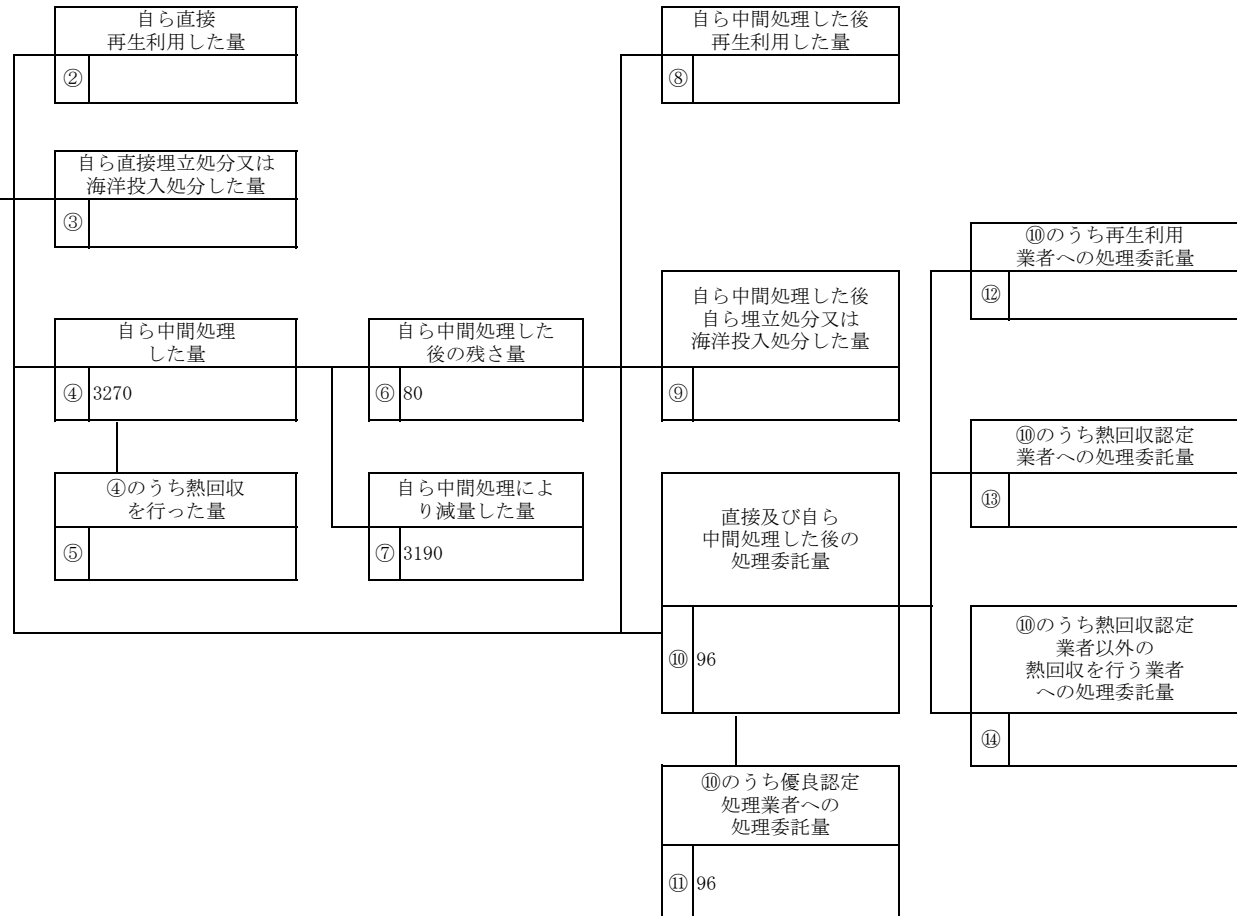 自ら直接
再生利用した量
②
自ら直接埋立処分又は
海洋投入処分した量
③
自ら中間処理
した量
④ 3270
④のうち熱回収
を行った量
⑤
自ら中間処理した
後の残さ量
⑥ 80
自ら中間処理によ
り減量した量
⑦ 3190
自ら中間処理した後
再生利用した量
⑧
自ら中間処理した後
自ら埋立処分又は
海洋投入処分した量
⑨
直接及び自ら
中間処理した後の
処理委託量
⑩ 96
⑩のうち優良認定
処理業者への
処理委託量
⑪ 96
⑩のうち再生利用
業者への処理委託量
⑫
⑩のうち熱回収認定
業者への処理委託量
⑬
⑩のうち熱回収認定
業者以外の
熱回収を行う業者
への処理委託量
⑭